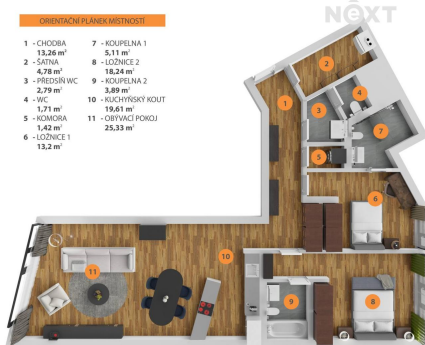 NEXT
ORIENTAČNÍ PLÁNEK MÍSTNOSTÍ
1 - CHODBA
13,26 m²
2 - ŠATNA
4,78 m²
3 - PŘEDSÍŇ WC
2,79 m²
4 - WC
1,71 m²
5 - KOMORA
1,42 m²
6 - LOŽNICE 1
13,2 m²
7 - KOUPELNA 1
5,11 m²
8 - LOŽNICE 2
18,24 m²
9 - KOUPELNA 2
3,89 m²
10 - KUCHYŇSKÝ KOUT
19,61 m²
11 - OBÝVACÍ POKOJ
25,33 m²
2
1
4
3
7
5
6
10
11
9
8